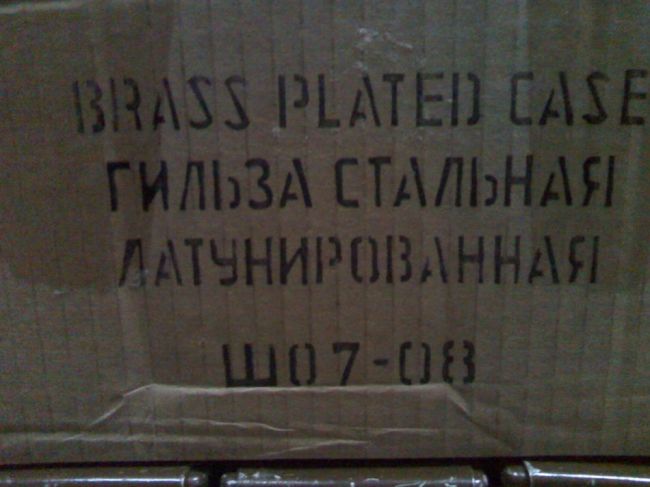 BRASS PLATED CASE
ГИЛЬЗА СТАЛЬНАЯ
ЛАТУНИРОВАННАЯ
Ш07-08